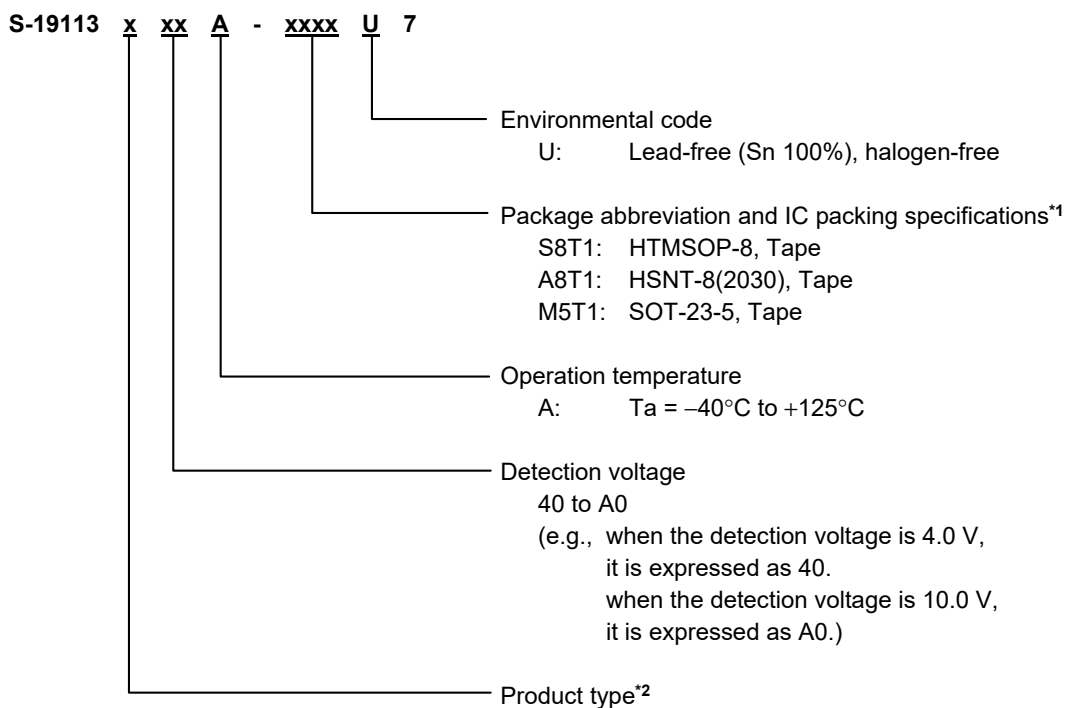 S-19113 x xx A - xxxx U 7
Environmental code
U: Lead-free (Sn 100%), halogen-free
Package abbreviation and IC packing specifications*1
S8T1: HTMSOP-8, Tape
A8T1: HSNT-8(2030), Tape
M5T1: SOT-23-5, Tape
Operation temperature
A: Ta = −40°C to +125°C
Detection voltage
40 to A0
(e.g., when the detection voltage is 4.0 V,
it is expressed as 40.
when the detection voltage is 10.0 V,
it is expressed as A0.)
Product type*2